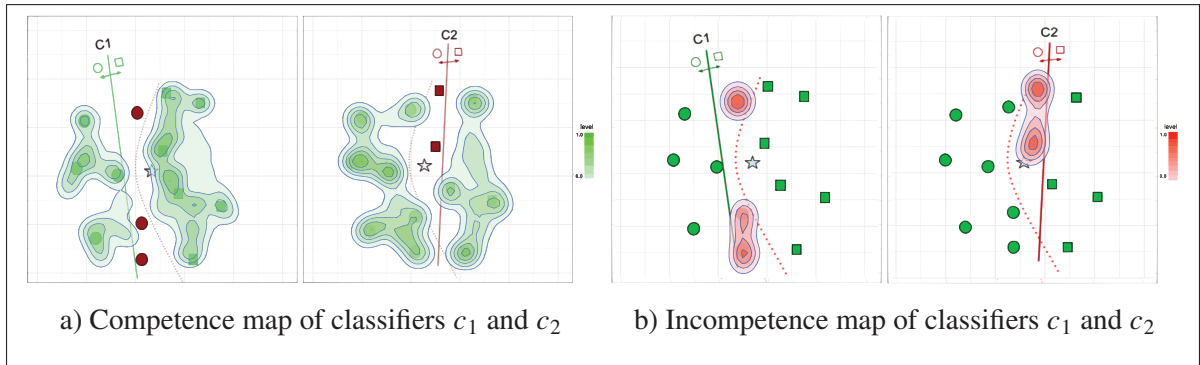 C1
C2
level
1.0
0.0
C1
C2
level
1.0
0.0
a) Competence map of classifiers c₁ and c₂
b) Incompetence map of classifiers c₁ and c₂